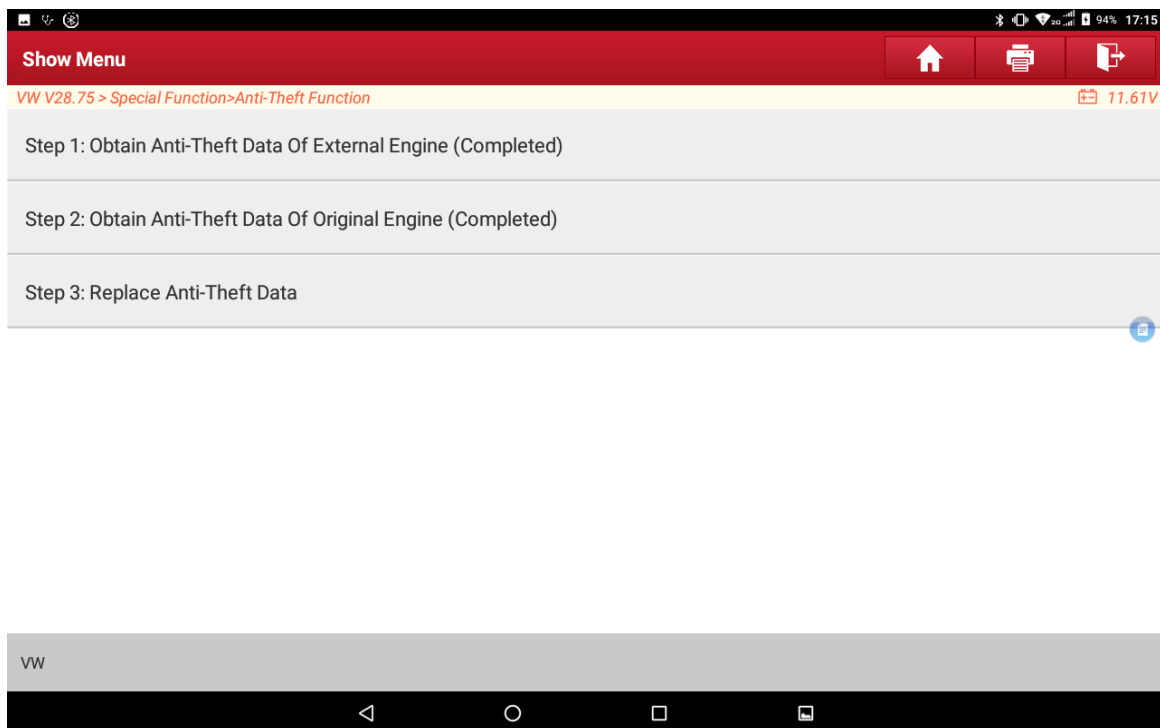 2G 94% 17:15
Show Menu
VW V28.75 > Special Function>Anti-Theft Function 11.61V
Step 1: Obtain Anti-Theft Data Of External Engine (Completed)
Step 2: Obtain Anti-Theft Data Of Original Engine (Completed)
Step 3: Replace Anti-Theft Data
VW